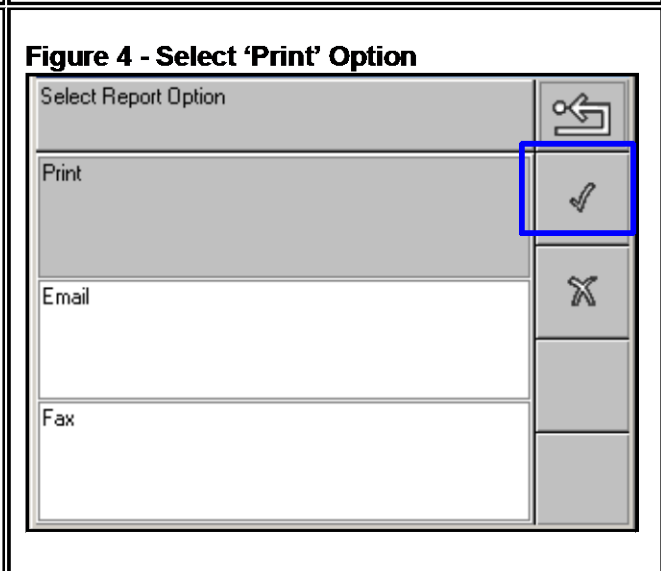 Figure 4 - Select ‘Print’ Option
Select Report Option
Print
Email
Fax